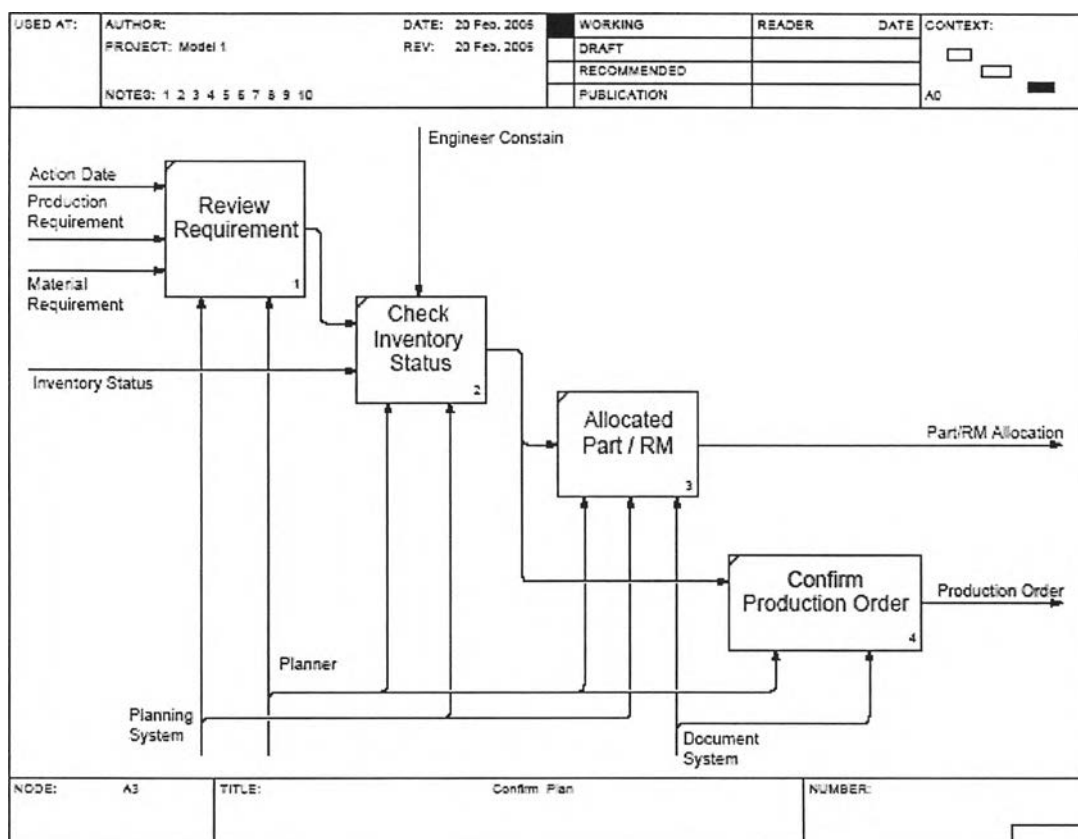 USED AT:
AUTHOR:
DATE: 20 Feb. 2005
PROJECT: Model 1
REV: 20 Feb. 2005
NOTES: 1 2 3 4 5 6 7 8 9 10
WORKING
DRAFT
RECOMMENDED
PUBLICATION
READER DATE
CONTEXT:
A0
Engineer Constain
Action Date
Production
Requirement
Material
Requirement
Review
Requirement
1
Inventory Status
Check
Inventory
Status
2
Allocated
Part / RM
3
Part/RM Allocation
Confirm
Production Order
4
Production Order
Planner
Planning
System
Document
System
NODE: A3
TITLE: Confirm Plan
NUMBER: